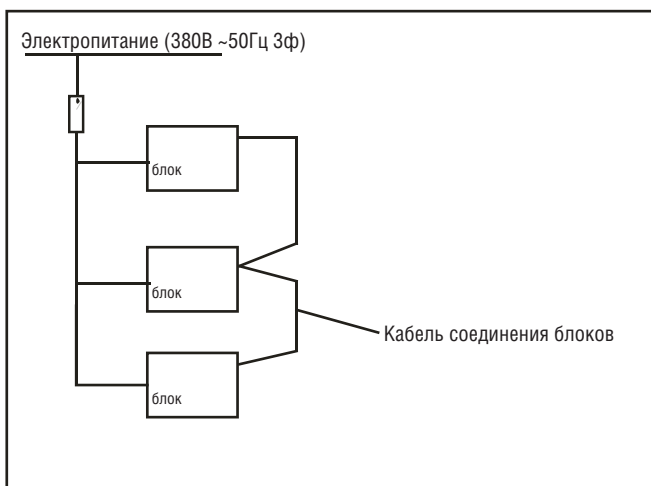 Электропитание (380В ~50Гц 3ф)
блок
блок
Кабель соединения блоков
блок